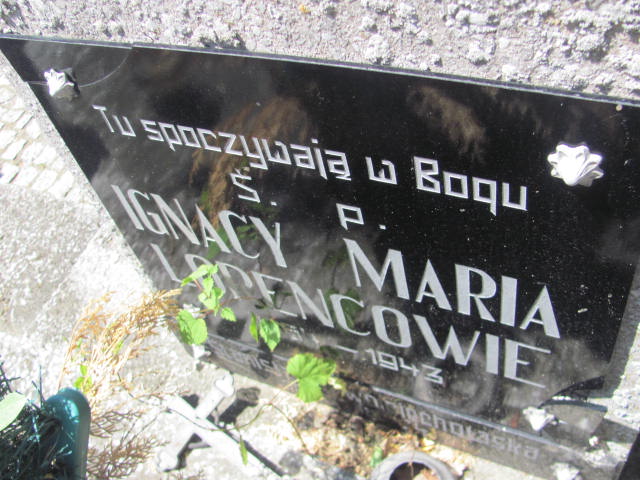 Tu spoczywają w Bogu
Ś. p.
IGNACY MARIA
LORENCOWIE
— 1943